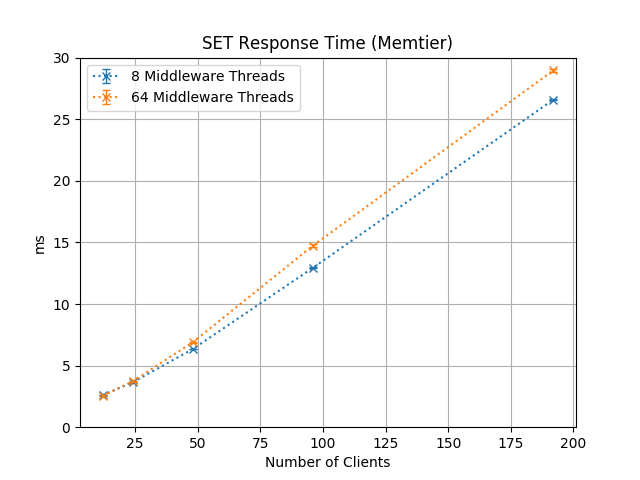 SET Response Time (Memtier)
8 Middleware Threads
64 Middleware Threads
30
25
20
15
10
5
0
ms
25 50 75 100 125 150 175 200
Number of Clients